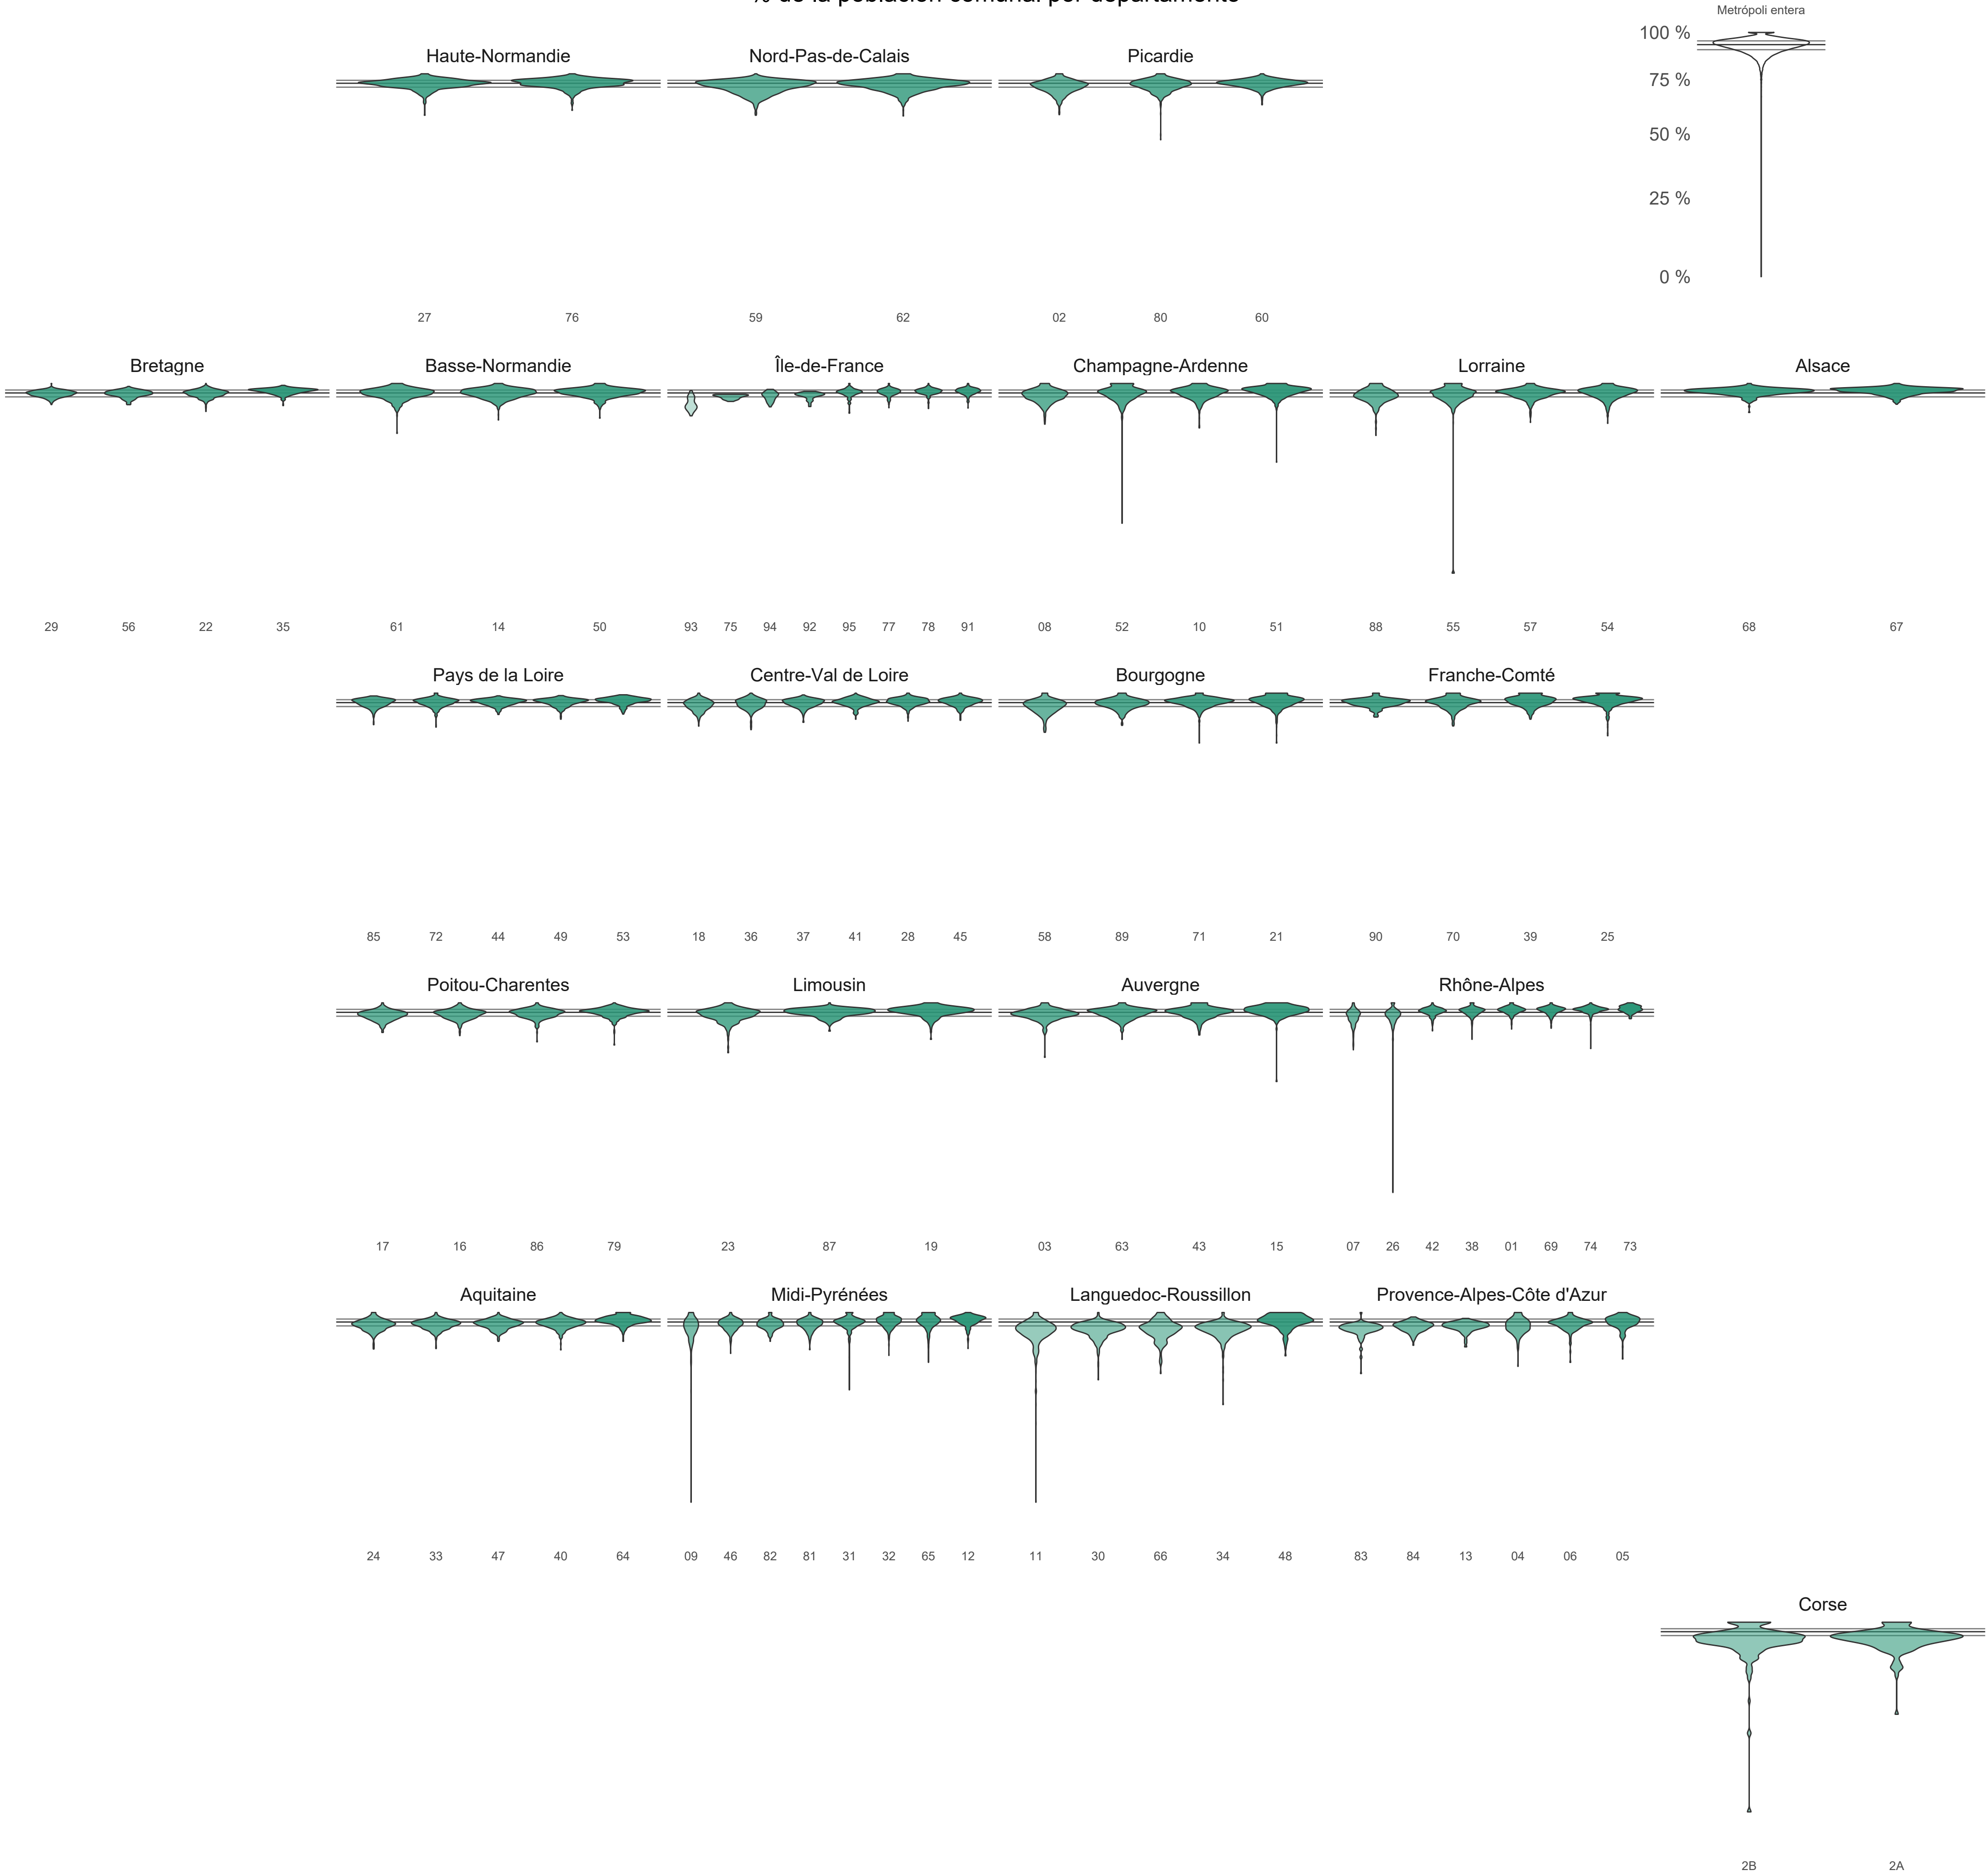 % de la población comunal por departamento
Metrópoli entera
100 %
75 %
50 %
25 %
0 %
Haute-Normandie
Nord-Pas-de-Calais
Picardie
27 76 59 62 02 80 60
Bretagne
Basse-Normandie
Île-de-France
Champagne-Ardenne
Lorraine
Alsace
29 56 22 35 61 14 50 93 75 94 92 95 77 78 91 08 52 10 51 88 55 57 54 68 67
Pays de la Loire
Centre-Val de Loire
Bourgogne
Franche-Comté
85 72 44 49 53 18 36 37 41 28 45 58 89 71 21 90 70 39 25
Poitou-Charentes
Limousin
Auvergne
Rhône-Alpes
17 16 86 79 23 87 19 03 63 43 15 07 26 42 38 01 69 74 73
Aquitaine
Midi-Pyrénées
Languedoc-Roussillon
Provence-Alpes-Côte d'Azur
24 33 47 40 64 09 46 82 81 31 32 65 12 11 30 66 34 48 83 84 13 04 06 05
Corse
2B 2A